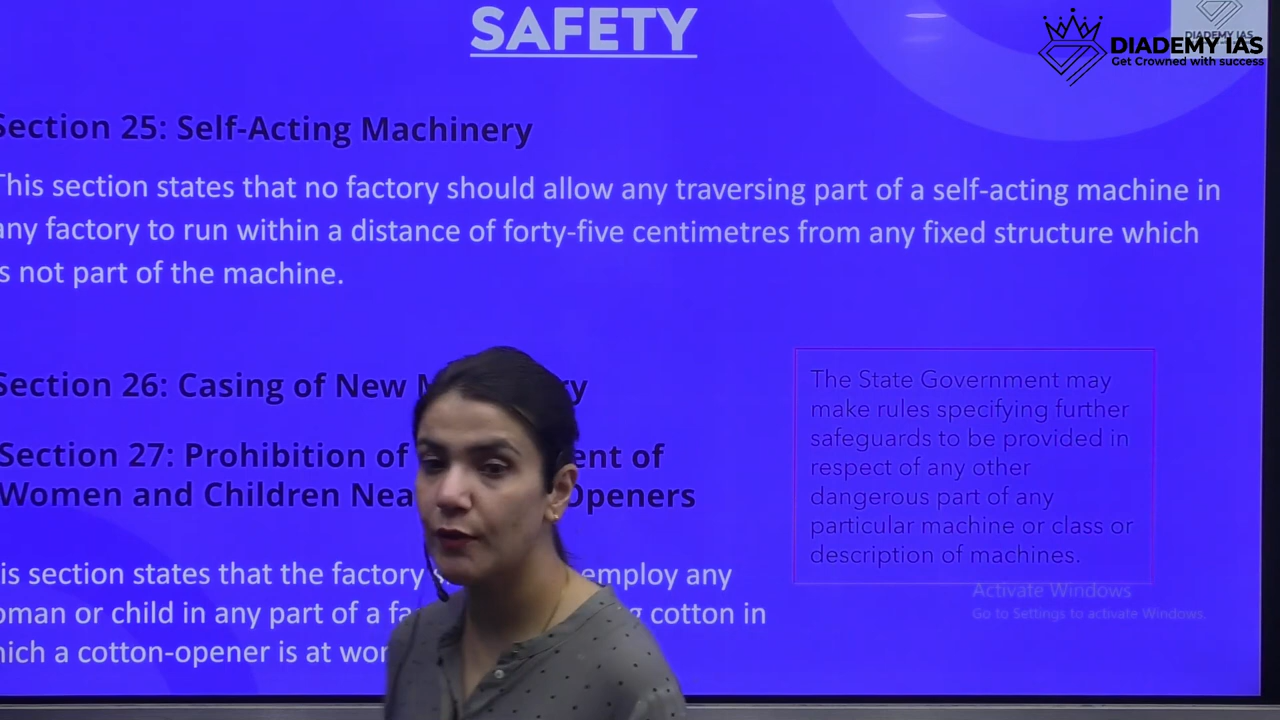 SAFETY
DIADEMY IAS
DIADEMY IAS
Get Crowned with success
Section 25: Self-Acting Machinery
This section states that no factory should allow any traversing part of a self-acting machine in
any factory to run within a distance of forty-five centimetres from any fixed structure which
is not part of the machine.
Section 26: Casing of New
Section 27: Prohibition of
Women and Children Openers
is section states that the factory employ any
oman or child in any part of a cotton in
hich a cotton-opener is at
The State Government may
make rules specifying further
safeguards to be provided in
respect of any other
dangerous part of any
particular machine or class or
description of machines.
Activate Windows
Go to Settings to activate Windows.